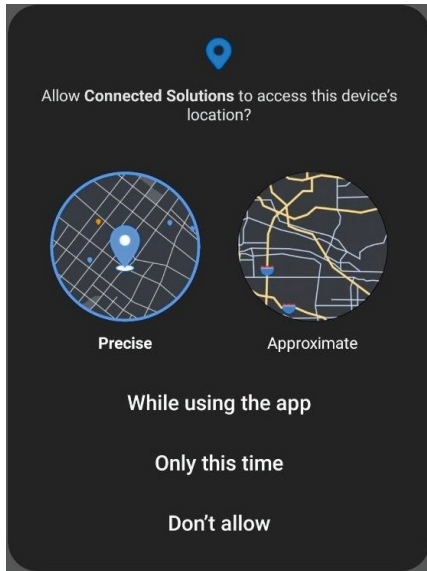 Allow Connected Solutions to access this device's
location?
Precise
Approximate
While using the app
Only this time
Don't allow